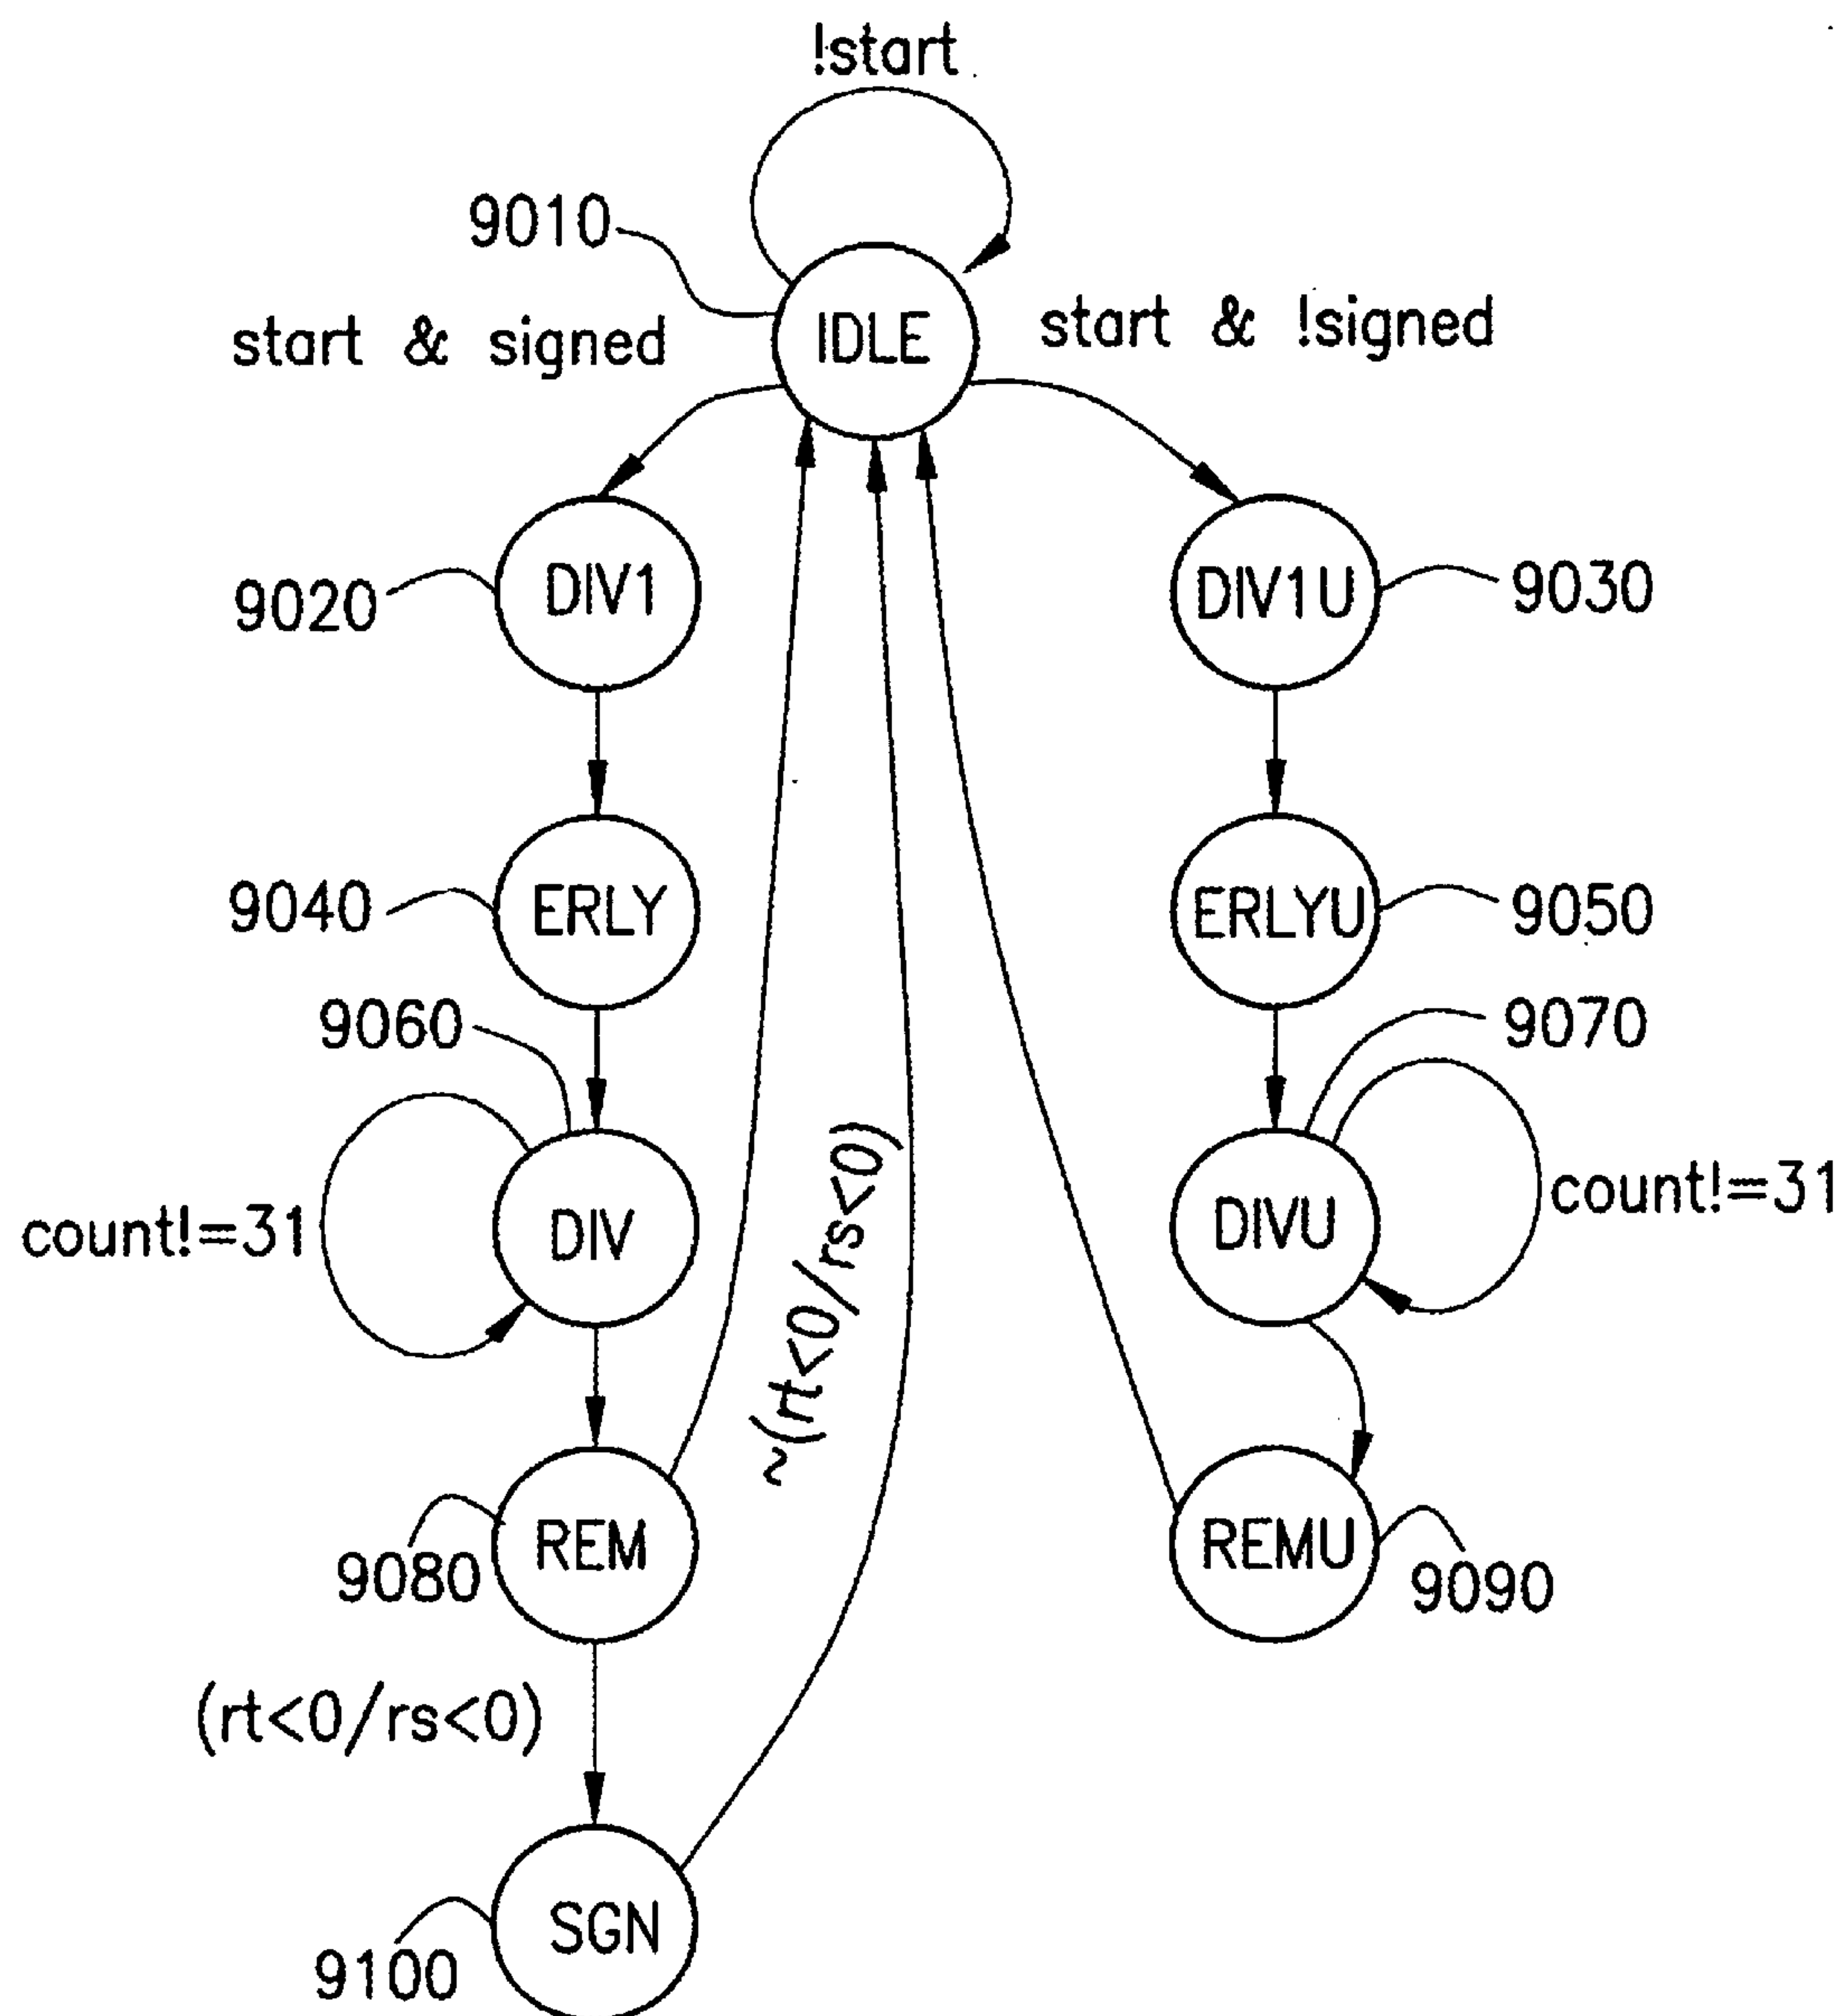 !start
9010
start & signed
IDLE
start & !signed
9020
DIV1
DIV1U
9030
9040
ERLY
ERLYU
9050
9060
9070
count!=31
DIV
~(rt<0/rs<0)
DIVU
count!=31
9080
REM
REMU
9090
(rt<0/rs<0)
SGN
9100